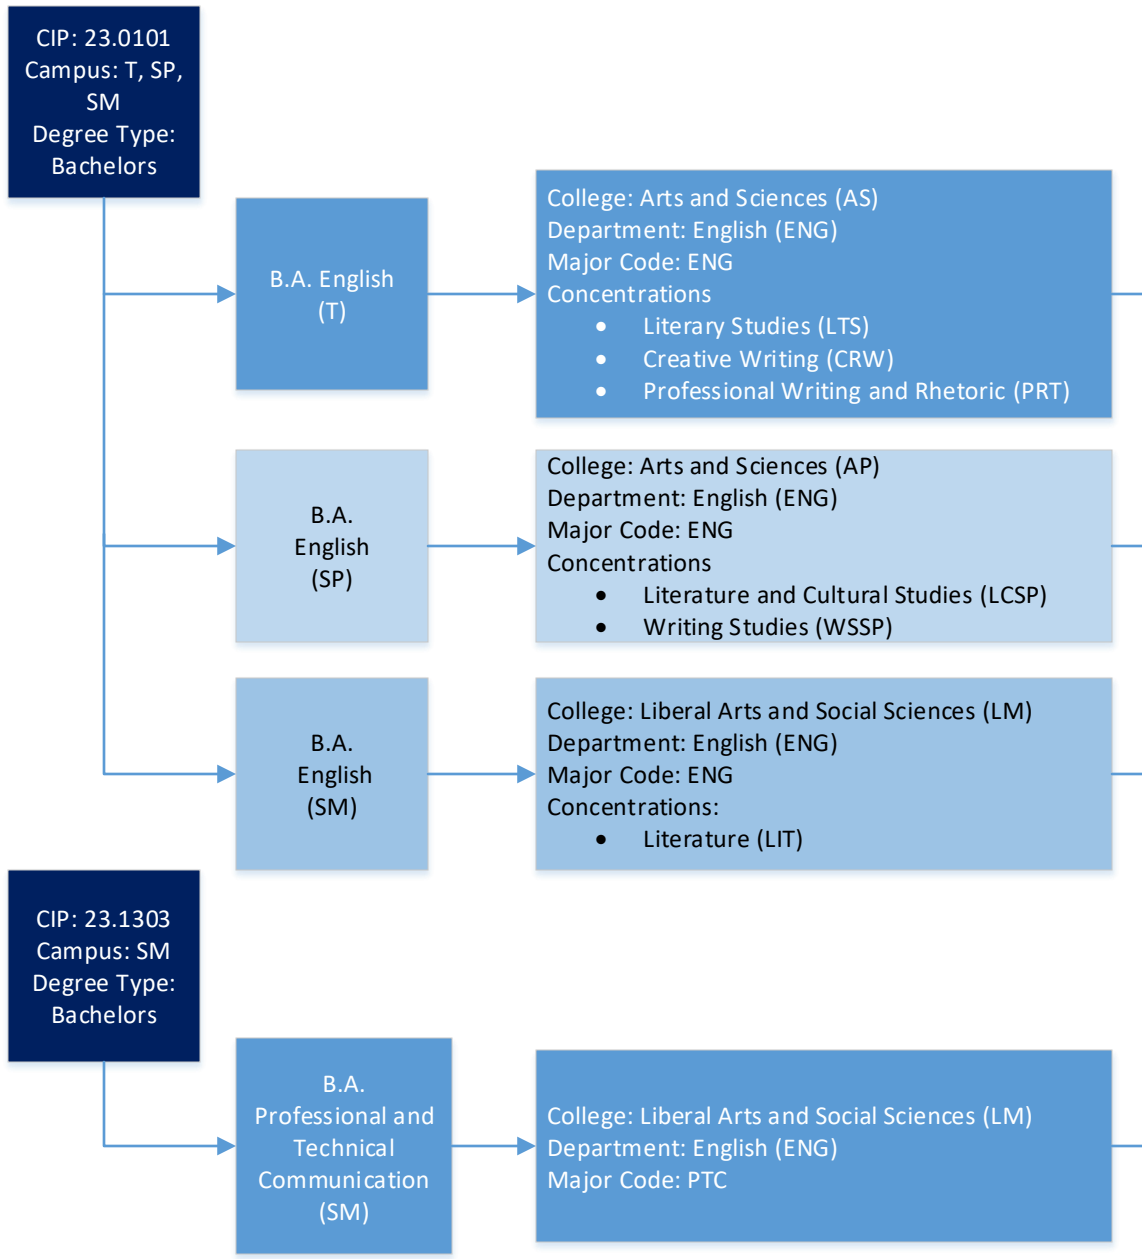 CIP: 23.0101
Campus: T, SP,
SM
Degree Type:
Bachelors
B.A. English
(T)
College: Arts and Sciences (AS)
Department: English (ENG)
Major Code: ENG
Concentrations
• Literary Studies (LTS)
• Creative Writing (CRW)
• Professional Writing and Rhetoric (PRT)
B.A.
English
(SP)
College: Arts and Sciences (AP)
Department: English (ENG)
Major Code: ENG
Concentrations
• Literature and Cultural Studies (LCSP)
• Writing Studies (WSSP)
B.A.
English
(SM)
College: Liberal Arts and Social Sciences (LM)
Department: English (ENG)
Major Code: ENG
Concentrations:
• Literature (LIT)
CIP: 23.1303
Campus: SM
Degree Type:
Bachelors
B.A.
Professional and
Technical
Communication
(SM)
College: Liberal Arts and Social Sciences (LM)
Department: English (ENG)
Major Code: PTC